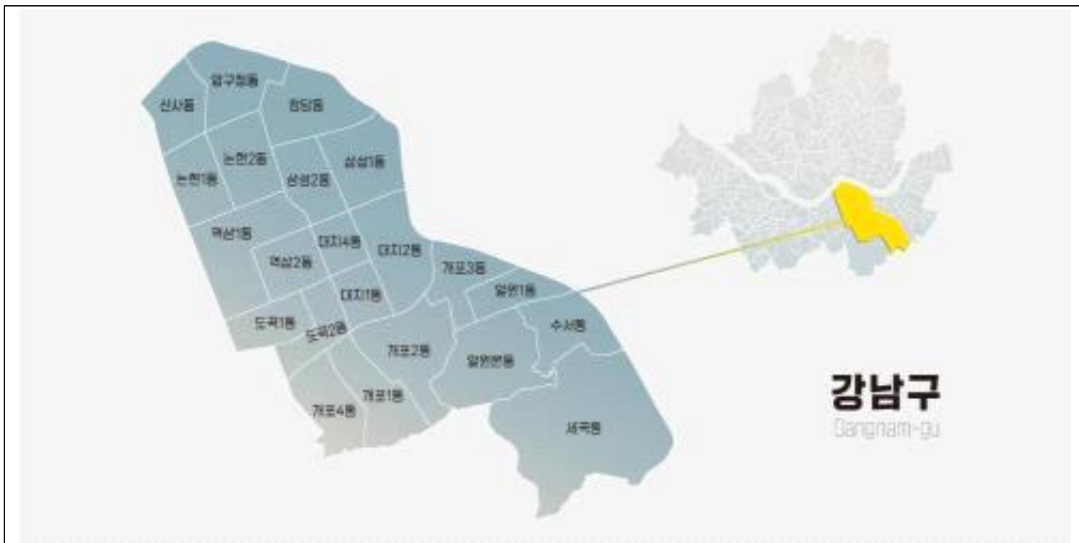 압구정동
신사동
청담동
논현2동
삼성1동
논현1동
삼성2동
역삼1동
대치4동
대치2동
역삼2동
개포3동
대치1동
일원1동
도곡1동
도곡2동
수서동
개포2동
일원본동
개포1동
개포4동
세곡동
강남구
Gangnam-gu